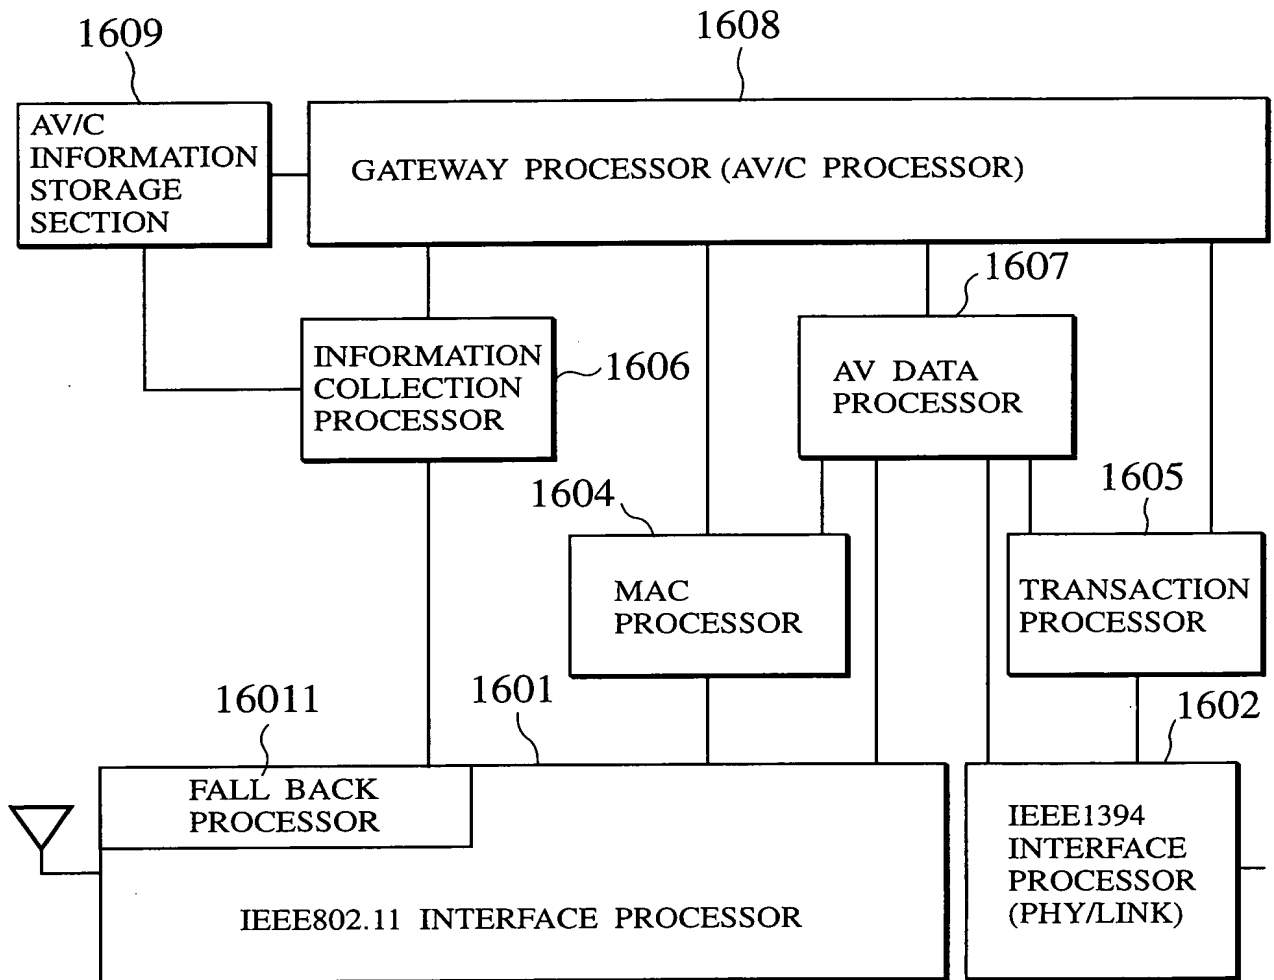 1609
1608
AV/C
INFORMATION
STORAGE
SECTION
GATEWAY PROCESSOR (AV/C PROCESSOR)
1607
INFORMATION
COLLECTION
PROCESSOR
1606
AV DATA
PROCESSOR
1604
1605
MAC
PROCESSOR
TRANSACTION
PROCESSOR
16011
1601
1602
FALL BACK
PROCESSOR
IEEE802.11 INTERFACE PROCESSOR
IEEE1394
INTERFACE
PROCESSOR
(PHY/LINK)